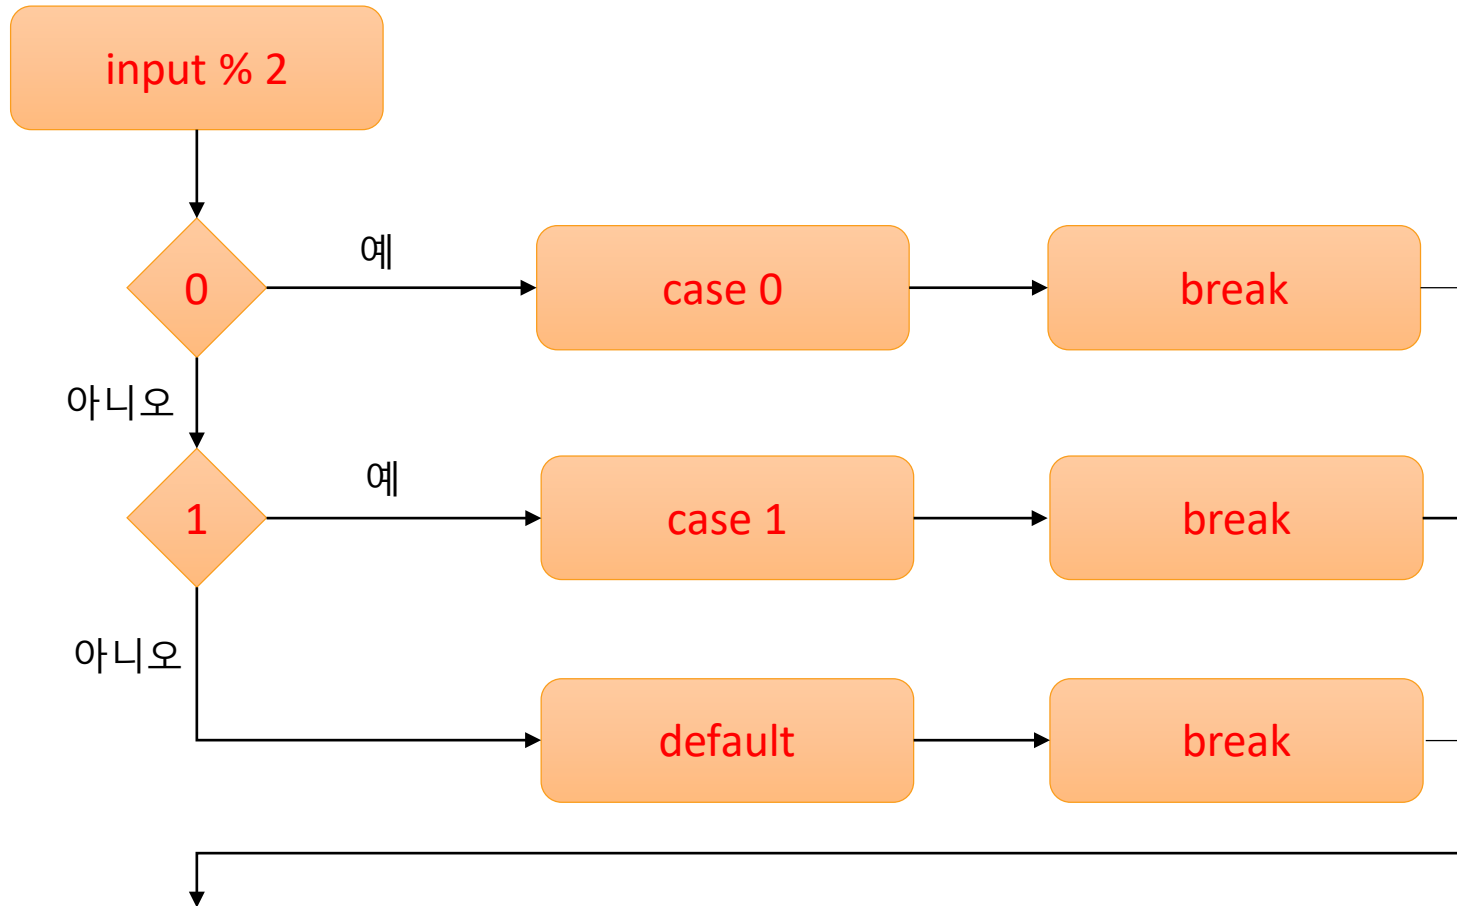 input % 2
0
예
case 0
break
아니오
1
예
case 1
break
아니오
default
break